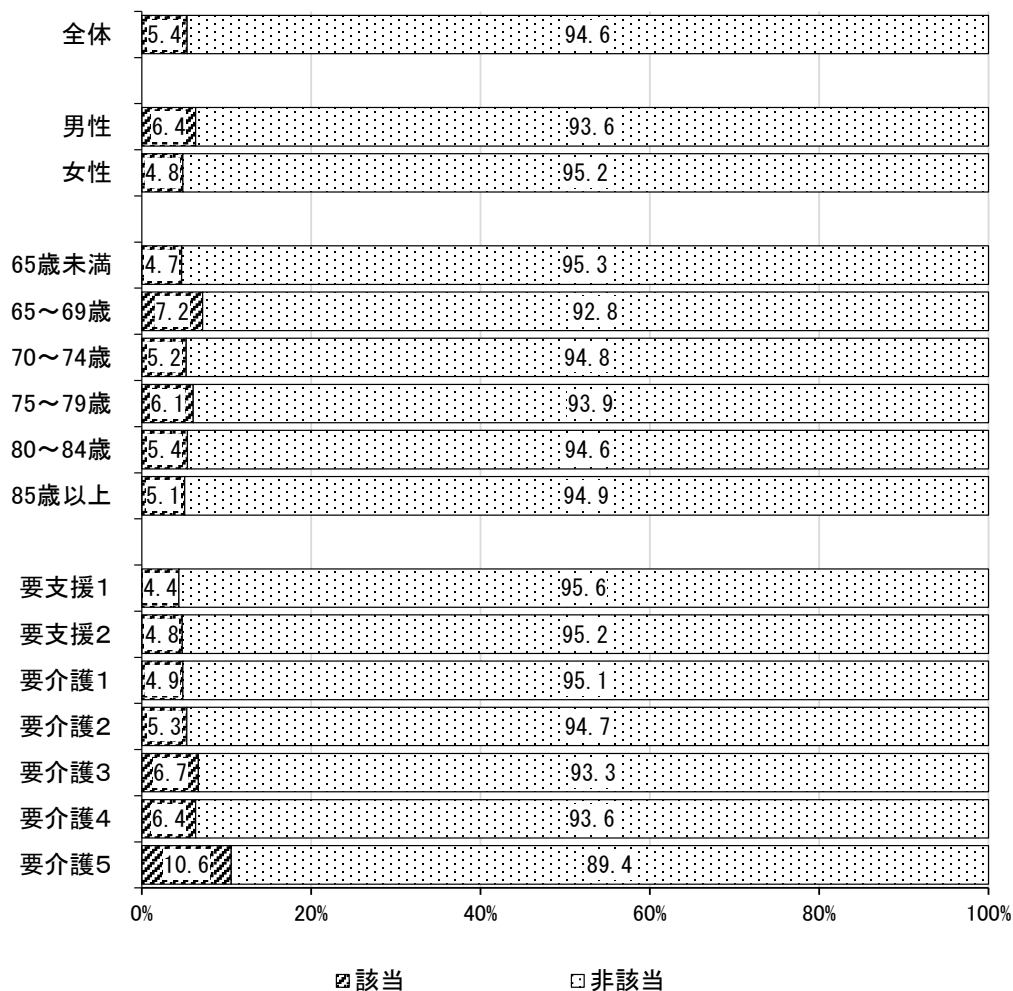 全体 5.4 94.6
男性 6.4 93.6
女性 4.8 95.2
65歳未満 4.7 95.3
65～69歳 7.2 92.8
70～74歳 5.2 94.8
75～79歳 6.1 93.9
80～84歳 5.4 94.6
85歳以上 5.1 94.9
要支援1 4.4 95.6
要支援2 4.8 95.2
要介護1 4.9 95.1
要介護2 5.3 94.7
要介護3 6.7 93.3
要介護4 6.4 93.6
要介護5 10.6 89.4
0% 20% 40% 60% 80% 100%
該当 非該当